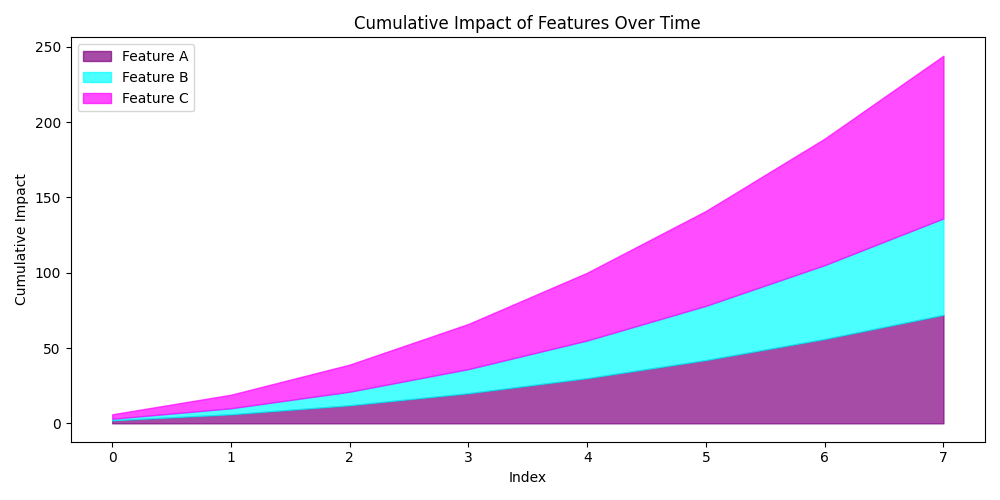 Cumulative Impact of Features Over Time
Feature A
Feature B
Feature C
250
200
150
100
50
0
Cumulative Impact
0 1 2 3 4 5 6 7
Index